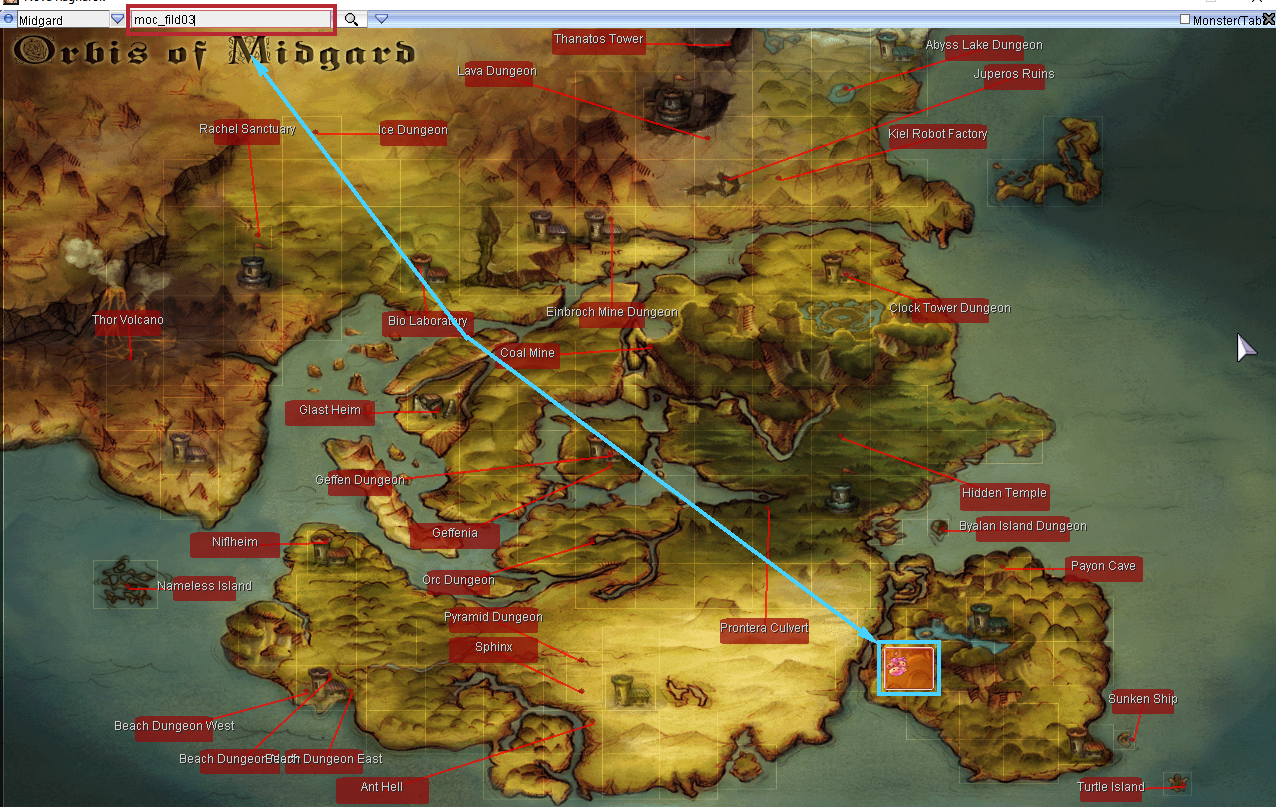 Midgard
moc_fild03
Monster(Tab
Orbis of Midgard
Thanatos Tower
Abyss Lake Dungeon
Lava Dungeon
Juperos Ruins
Rachel Sanctuary
Ice Dungeon
Kiel Robot Factory
Thor Volcano
Bio Laboratory
Einbroch Mine Dungeon
Clock Tower Dungeon
Coal Mine
Glast Heim
Geffen Dungeon
Hidden Temple
Geffenia
Byalan Island Dungeon
Niflheim
Payon Cave
Orc Dungeon
Nameless Island
Pyramid Dungeon
Prontera Culvert
Sphinx
Sunken Ship
Beach Dungeon West
Beach Dungeon
East
Ant Hell
Turtle Island